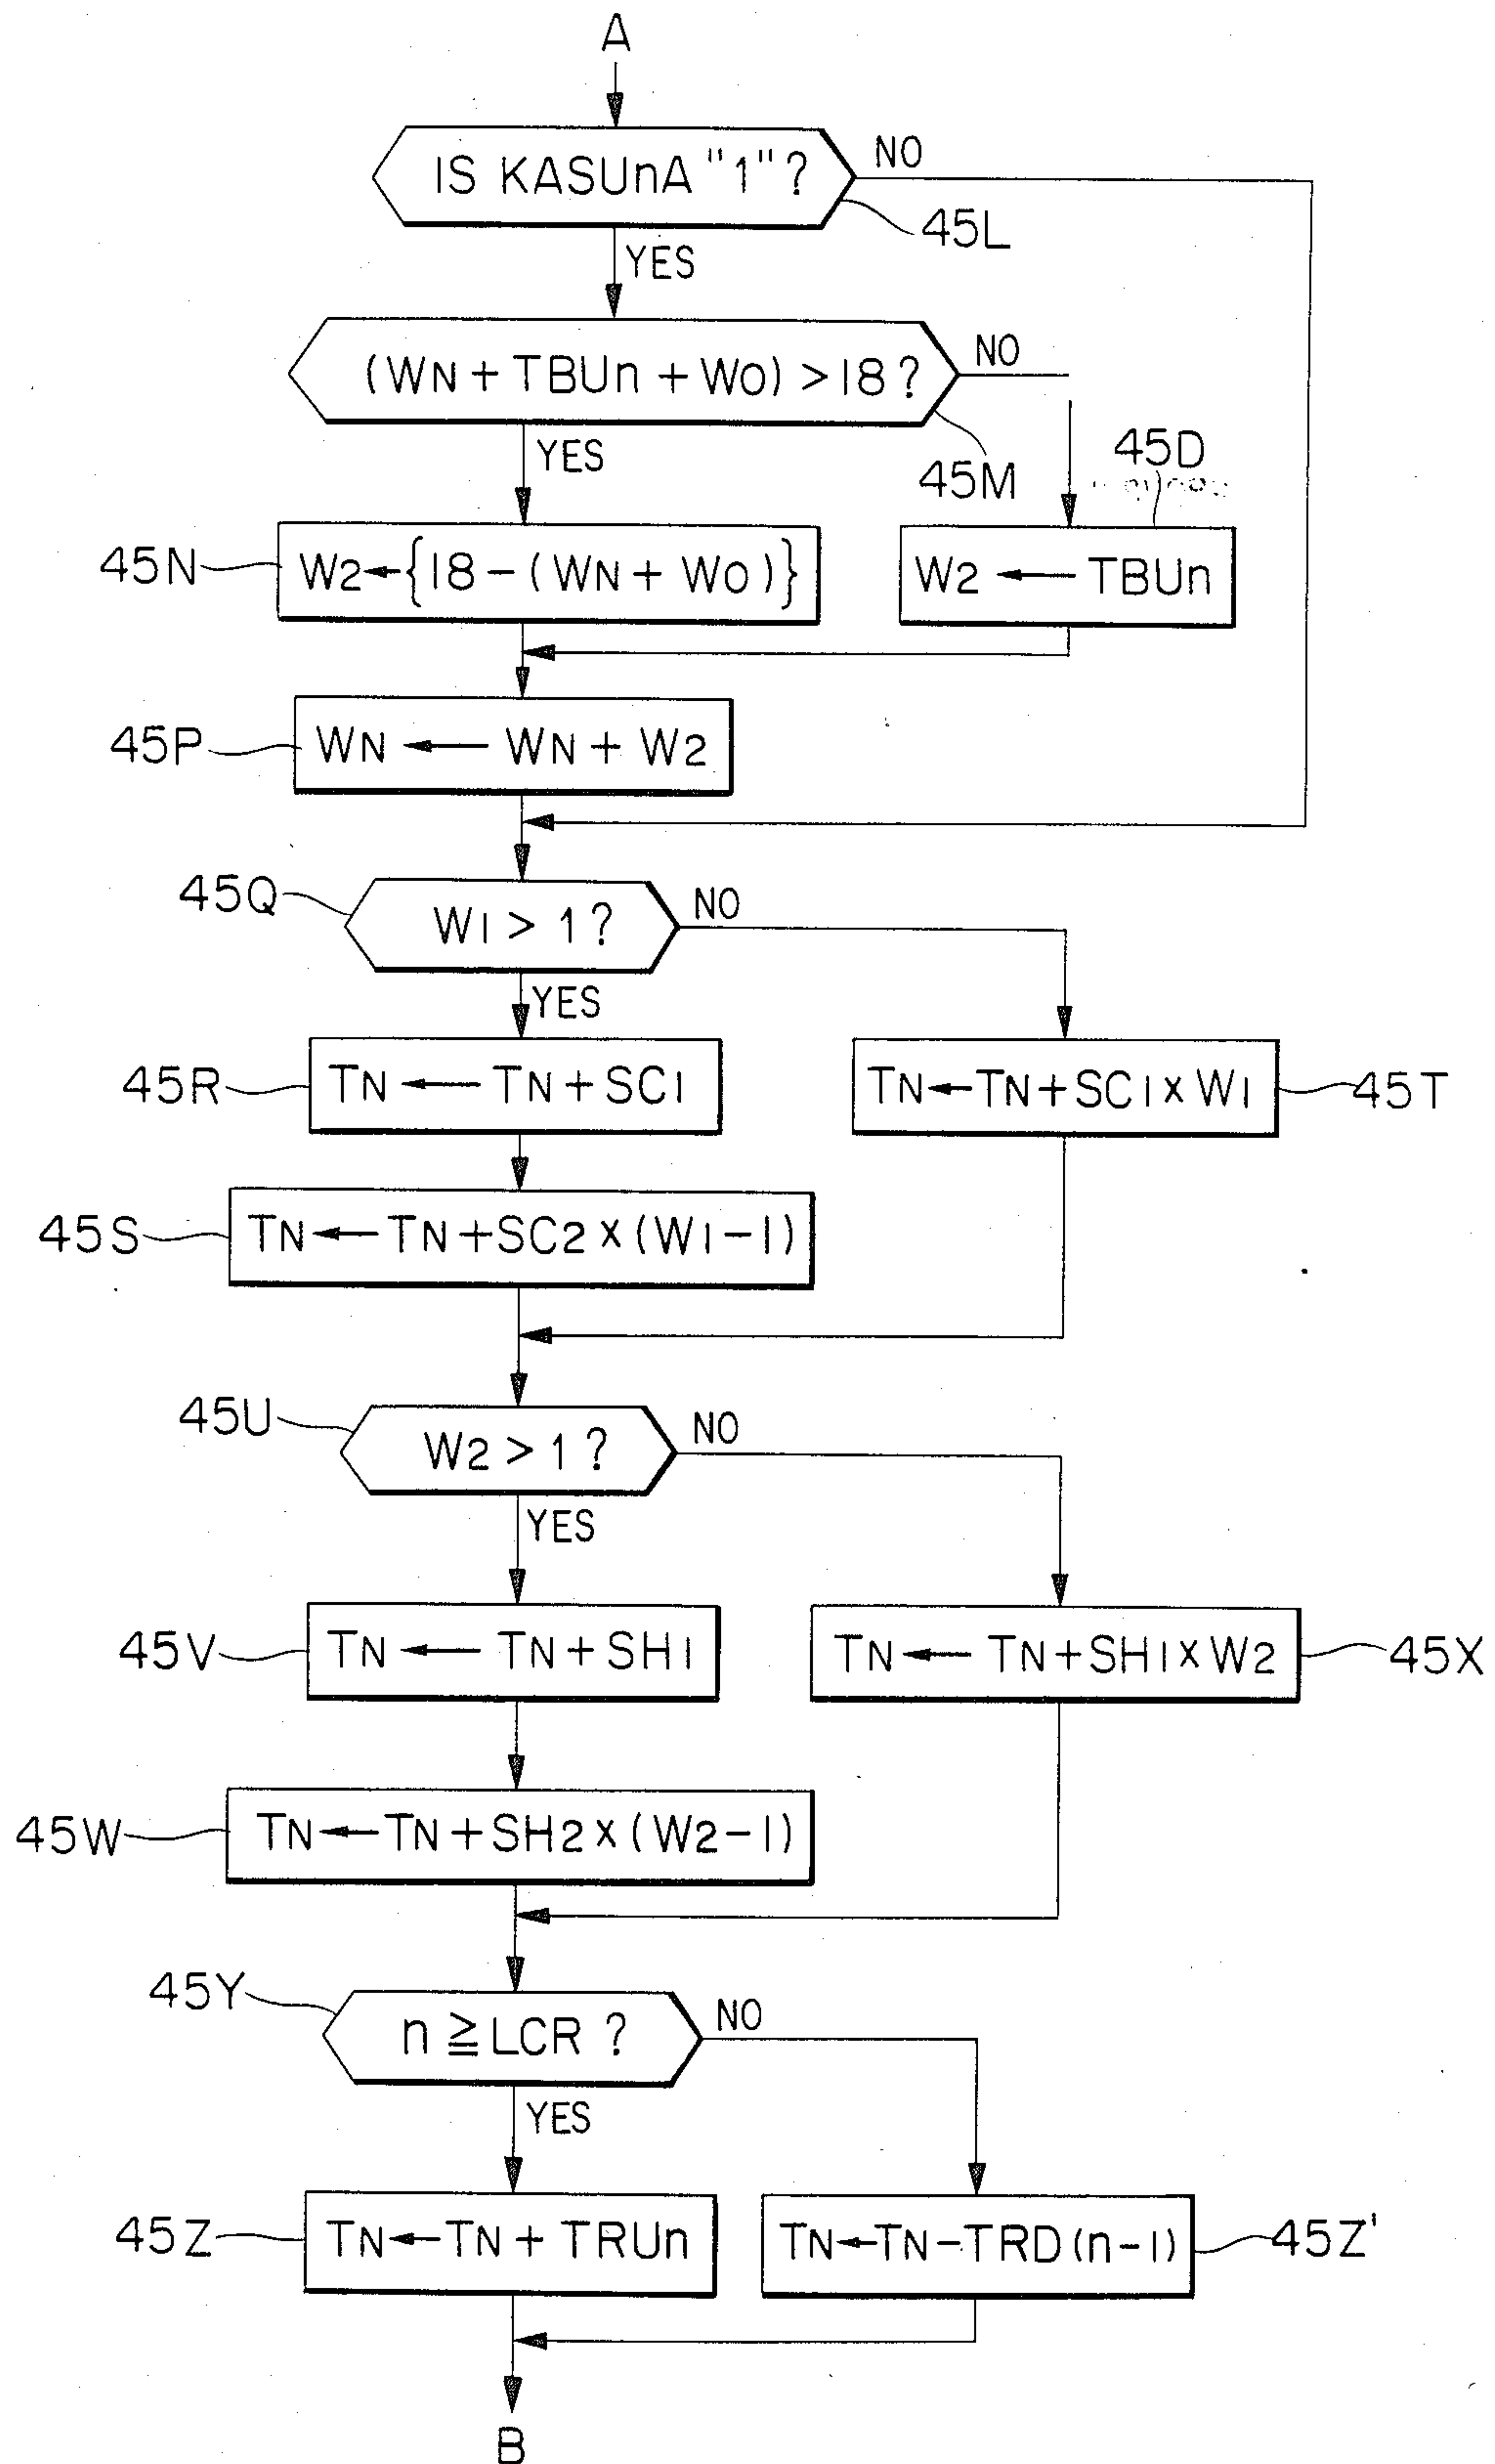 A
IS KASUnA "1"?
NO
45L
YES
(WN + TBUn + WO) > 18?
NO
45M
YES
45D
45N
W2←{18-(WN + WO)}
W2 ← TBUn
45P
WN ← WN + W2
45Q
W1 > 1?
NO
YES
45R
TN ← TN + SC1
TN←TN+SC1×W1
45T
45S
TN← TN+SC2×(W1-1)
45U
W2 > 1?
NO
YES
45V
TN ← TN + SH1
TN← TN+SH1×W2
45X
45W
TN←TN+SH2×(W2-1)
45Y
n ≧ LCR ?
NO
YES
45Z
TN←TN + TRUn
TN←TN-TRD(n-1)
45Z'
B